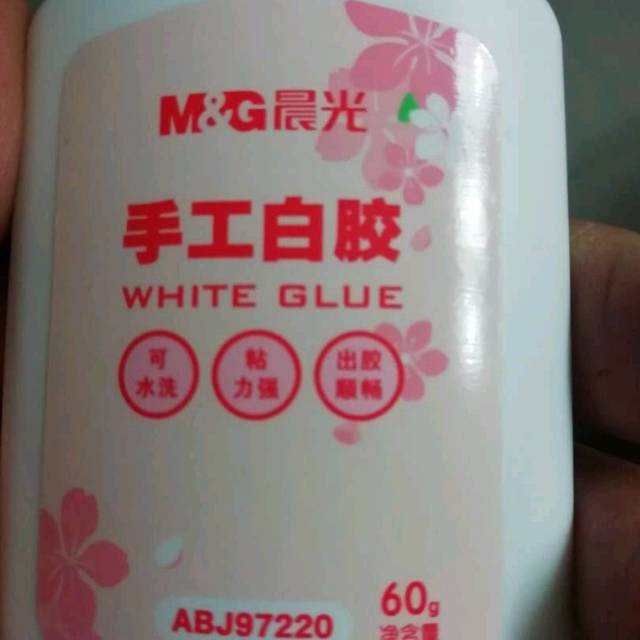 M&G晨光
手工白胶
WHITE GLUE
可水洗
粘力强
出胶顺畅
60g
净含量
ABJ97220